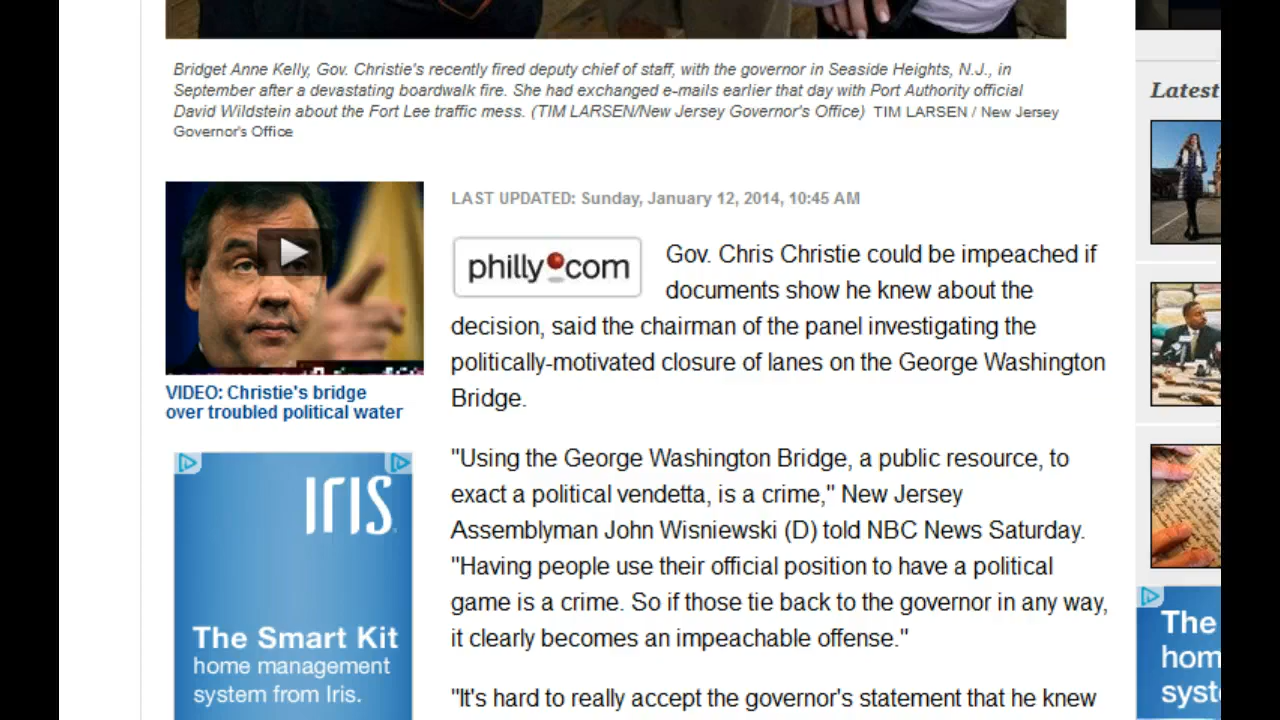 Bridget Anne Kelly, Gov. Christie's recently fired deputy chief of staff, with the governor in Seaside Heights, N.J., in
September after a devastating boardwalk fire. She had exchanged e-mails earlier that day with Port Authority official
David Wildstein about the Fort Lee traffic mess. (TIM LARSEN/New Jersey Governor's Office) TIM LARSEN / New Jersey
Governor's Office
Latest
LAST UPDATED: Sunday, January 12, 2014, 10:45 AM
philly.com
Gov. Chris Christie could be impeached if
documents show he knew about the
decision, said the chairman of the panel investigating the
politically-motivated closure of lanes on the George Washington
Bridge.
VIDEO: Christie's bridge
over troubled political water
"Using the George Washington Bridge, a public resource, to
exact a political vendetta, is a crime," New Jersey
Assemblyman John Wisniewski (D) told NBC News Saturday.
"Having people use their official position to have a political
game is a crime. So if those tie back to the governor in any way,
it clearly becomes an impeachable offense."
"It's hard to really accept the governor's statement that he knew
IRIS
The Smart Kit
home management
system from Iris.
The
hom
syst